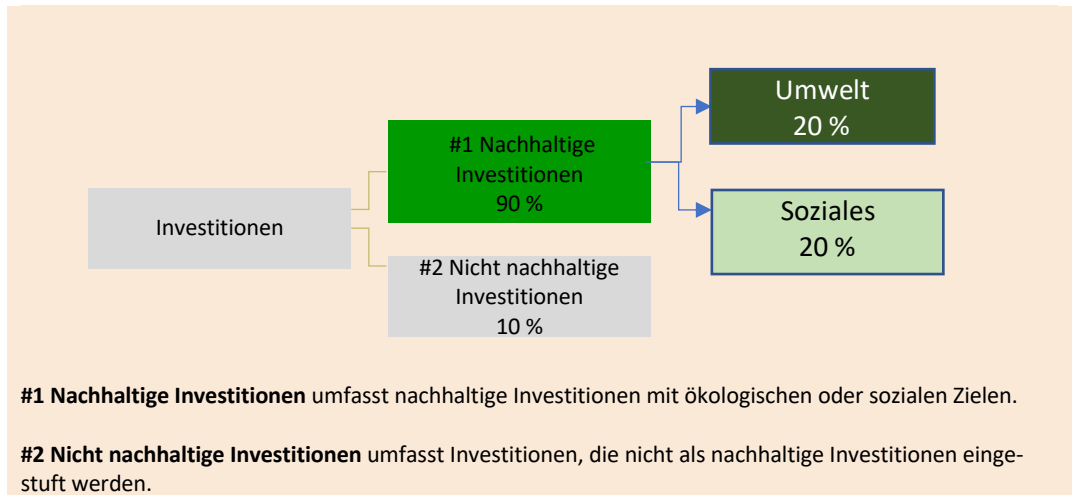 Umwelt
20 %
#1 Nachhaltige
Investitionen
90 %
Investitionen
Soziales
20 %
#2 Nicht nachhaltige
Investitionen
10 %
#1 Nachhaltige Investitionen umfasst nachhaltige Investitionen mit ökologischen oder sozialen Zielen.
#2 Nicht nachhaltige Investitionen umfasst Investitionen, die nicht als nachhaltige Investitionen einge-
stuft werden.